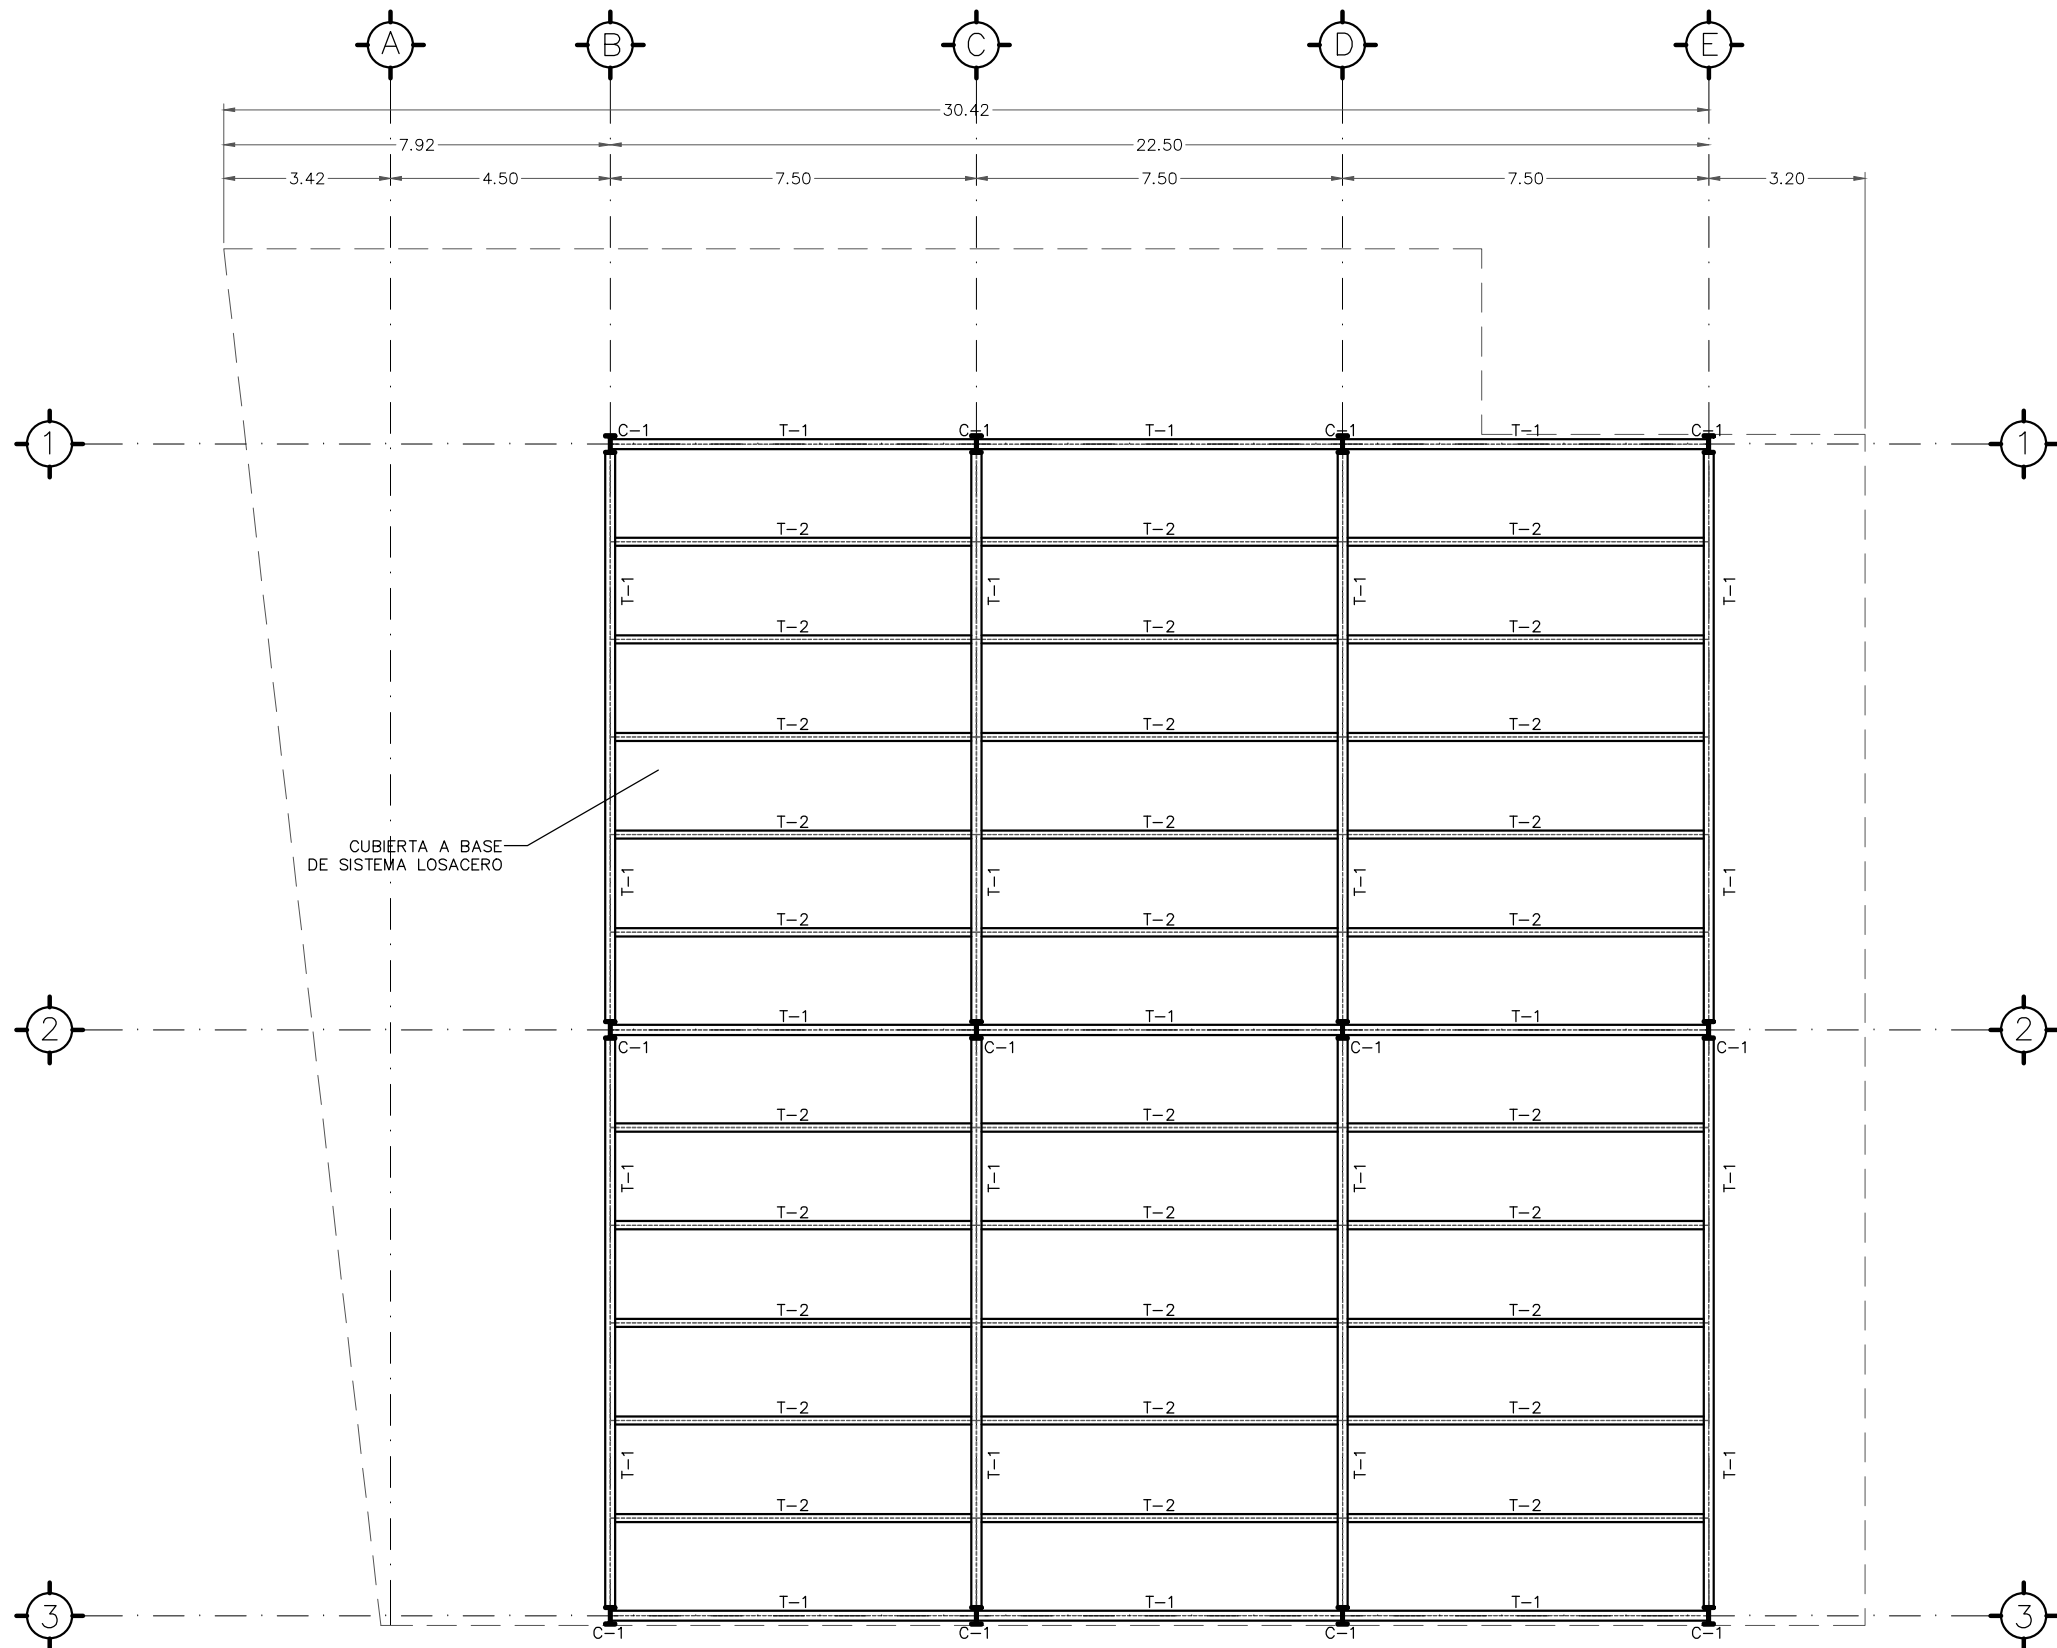 A B C D E
30.42
7.92 22.50
3.42 4.50 7.50 7.50 7.50 3.20
C-1 T-1 C-1 T-1 C-1 T-1 C-1
1 1
T-2 T-2 T-2
T-1 T-1 T-1 T-1
T-2 T-2 T-2
T-2 T-2 T-2
T-2 T-2 T-2
CUBIERTA A BASE
DE SISTEMA LOSACERO
T-1 T-1 T-1 T-1
T-2 T-2 T-2
T-1 T-1 T-1
2 2
C-1 C-1 C-1 C-1
T-2 T-2 T-2
T-1 T-1 T-1 T-1
T-2 T-2 T-2
T-2 T-2 T-2
T-2 T-2 T-2
T-1 T-1 T-1 T-1
T-2 T-2 T-2
T-1 T-1 T-1
3 3
C-1 C-1 C-1 C-1